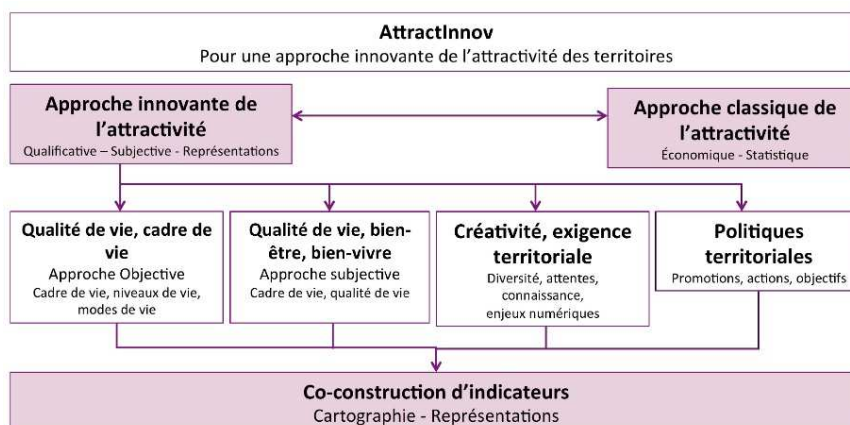 AttractInnov
Pour une approche innovante de l'attractivité des territoires
Approche innovante de
l'attractivité
Qualificative – Subjective - Représentations
Approche classique de
l'attractivité
Économique - Statistique
Qualité de vie, cadre de
vie
Approche Objective
Cadre de vie, niveaux de vie,
modes de vie
Qualité de vie, bien-
être, bien-vivre
Approche subjective
Cadre de vie, qualité de vie
Créativité, exigence
territoriale
Diversité, attentes,
connaissance,
enjeux numériques
Politiques
territoriales
Promotions, actions, objectifs
Co-construction d'indicateurs
Cartographie - Représentations